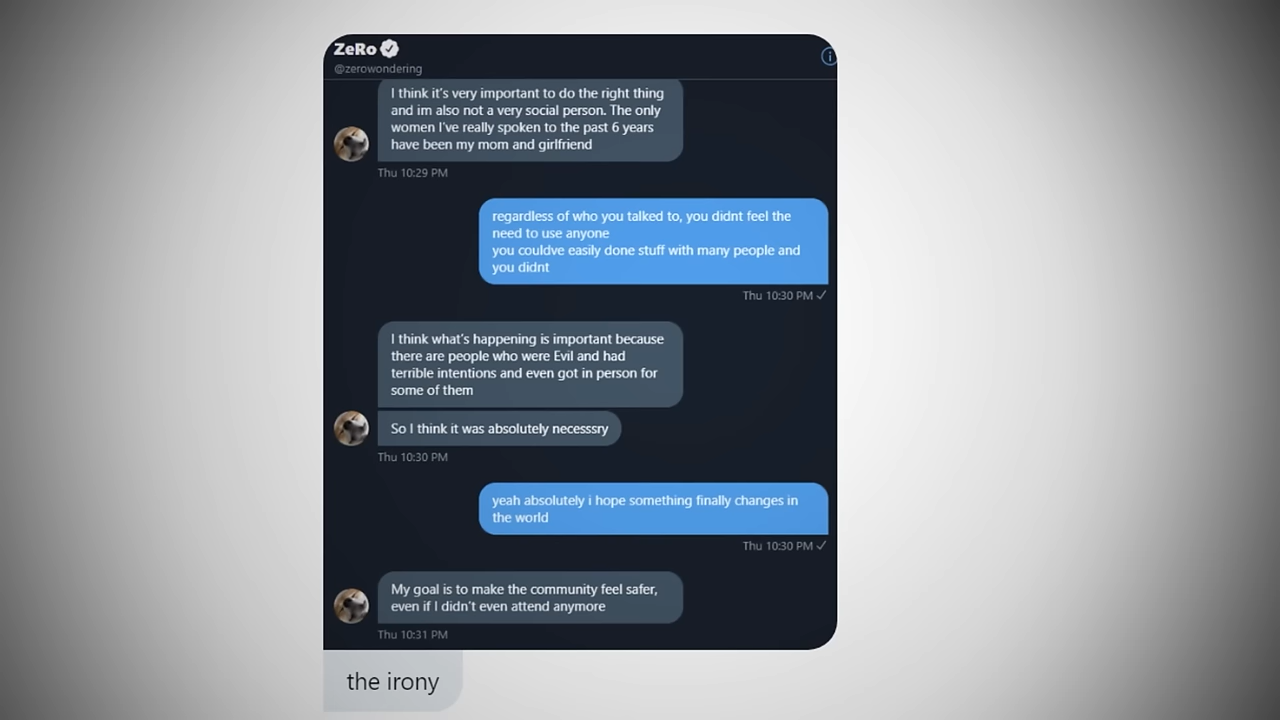 ZeRo
@zerowondering
I think it's very important to do the right thing
and im also not a very social person. The only
women I've really spoken to the past 6 years
have been my mom and girlfriend
Thu 10:29 PM
regardless of who you talked to, you didnt feel the
need to use anyone
you couldve easily done stuff with many people and
you didnt
Thu 10:30 PM ✓
I think what's happening is important because
there are people who were Evil and had
terrible intentions and even got in person for
some of them
So I think it was absolutely necesssry
Thu 10:30 PM
yeah absolutely i hope something finally changes in
the world
Thu 10:30 PM ✓
My goal is to make the community feel safer,
even if I didn't even attend anymore
Thu 10:31 PM
the irony